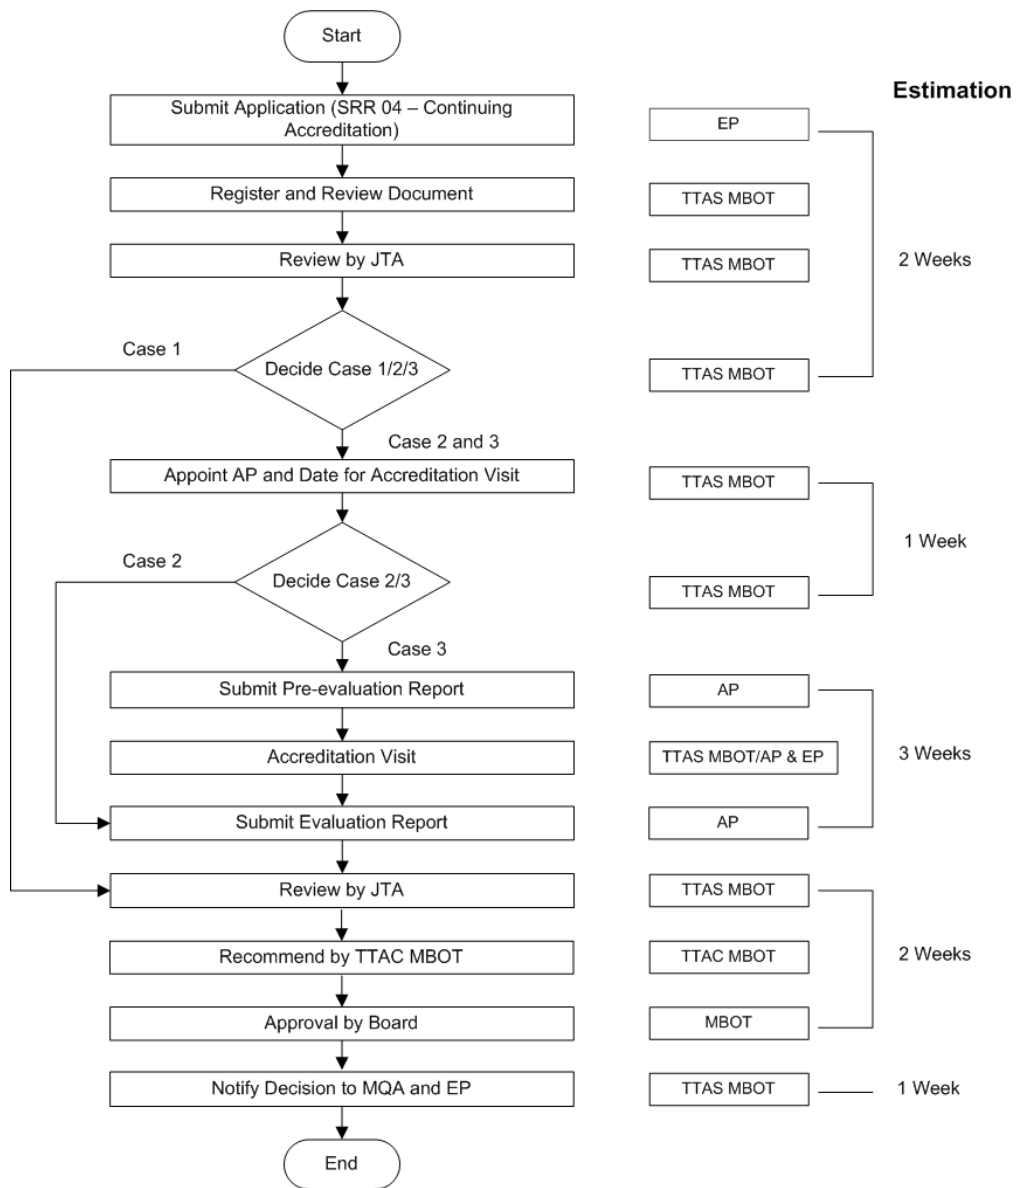 Start
Estimation
Submit Application (SRR 04 – Continuing
Accreditation)
EP
Register and Review Document
TTAS MBOT
Review by JTA
TTAS MBOT
2 Weeks
Case 1
Decide Case 1/2/3
TTAS MBOT
Case 2 and 3
Appoint AP and Date for Accreditation Visit
TTAS MBOT
1 Week
Case 2
Decide Case 2/3
TTAS MBOT
Case 3
Submit Pre-evaluation Report
AP
Accreditation Visit
TTAS MBOT/AP & EP
3 Weeks
Submit Evaluation Report
AP
Review by JTA
TTAS MBOT
Recommend by TTAC MBOT
TTAC MBOT
2 Weeks
Approval by Board
MBOT
Notify Decision to MQA and EP
TTAS MBOT
1 Week
End